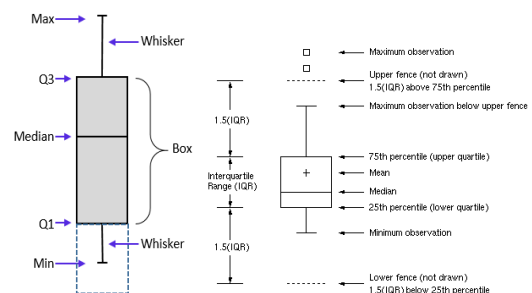 Max
Whisker
Q3
Median
Box
Q1
Whisker
Min
1.5(IQR)
Interquartile
Range (IQR)
1.5(IQR)
Maximum observation
Upper fence (not drawn)
1.5(IQR) above 75th percentile
Maximum observation below upper fence
75th percentile (upper quartile)
Mean
Median
25th percentile (lower quartile)
Minimum observation
Lower fence (not drawn)
1.5(IQR) below 25th percentile